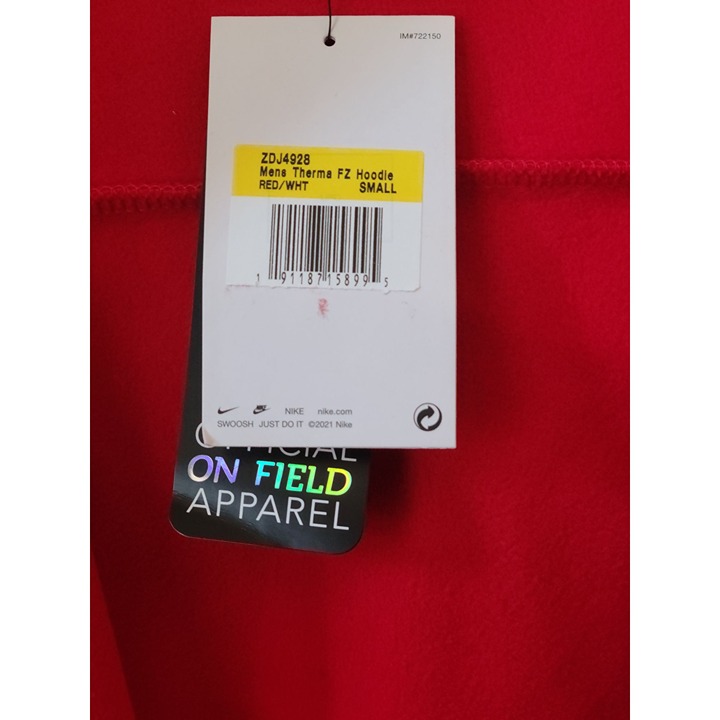 IM#722150
ZDJ4928
Mens Therma FZ Hoodie
RED/WHT SMALL
1 91187 15899 5
R
NIKE nike.com
SWOOSH JUST DO IT ©2021 Nike
OFFICIAL
ON FIELD
APPAREL